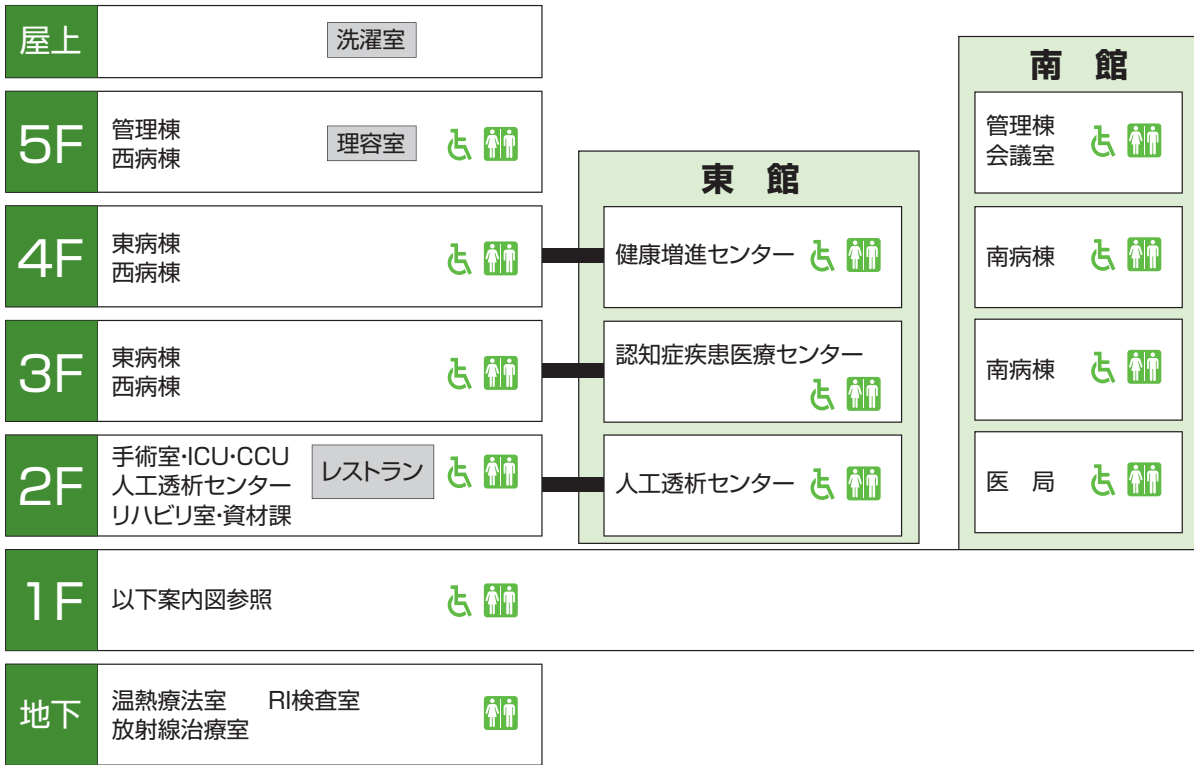 屋上
洗濯室
5F
管理棟
西病棟
理容室
4F
東病棟
西病棟
3F
東病棟
西病棟
2F
手術室・ICU・CCU
人工透析センター
リハビリ室・資材課
レストラン
東 館
健康増進センター
認知症疾患医療センター
人工透析センター
南 館
管理棟
会議室
南病棟
南病棟
医 局
1F
以下案内図参照
地下
温熱療法室 RI検査室
放射線治療室